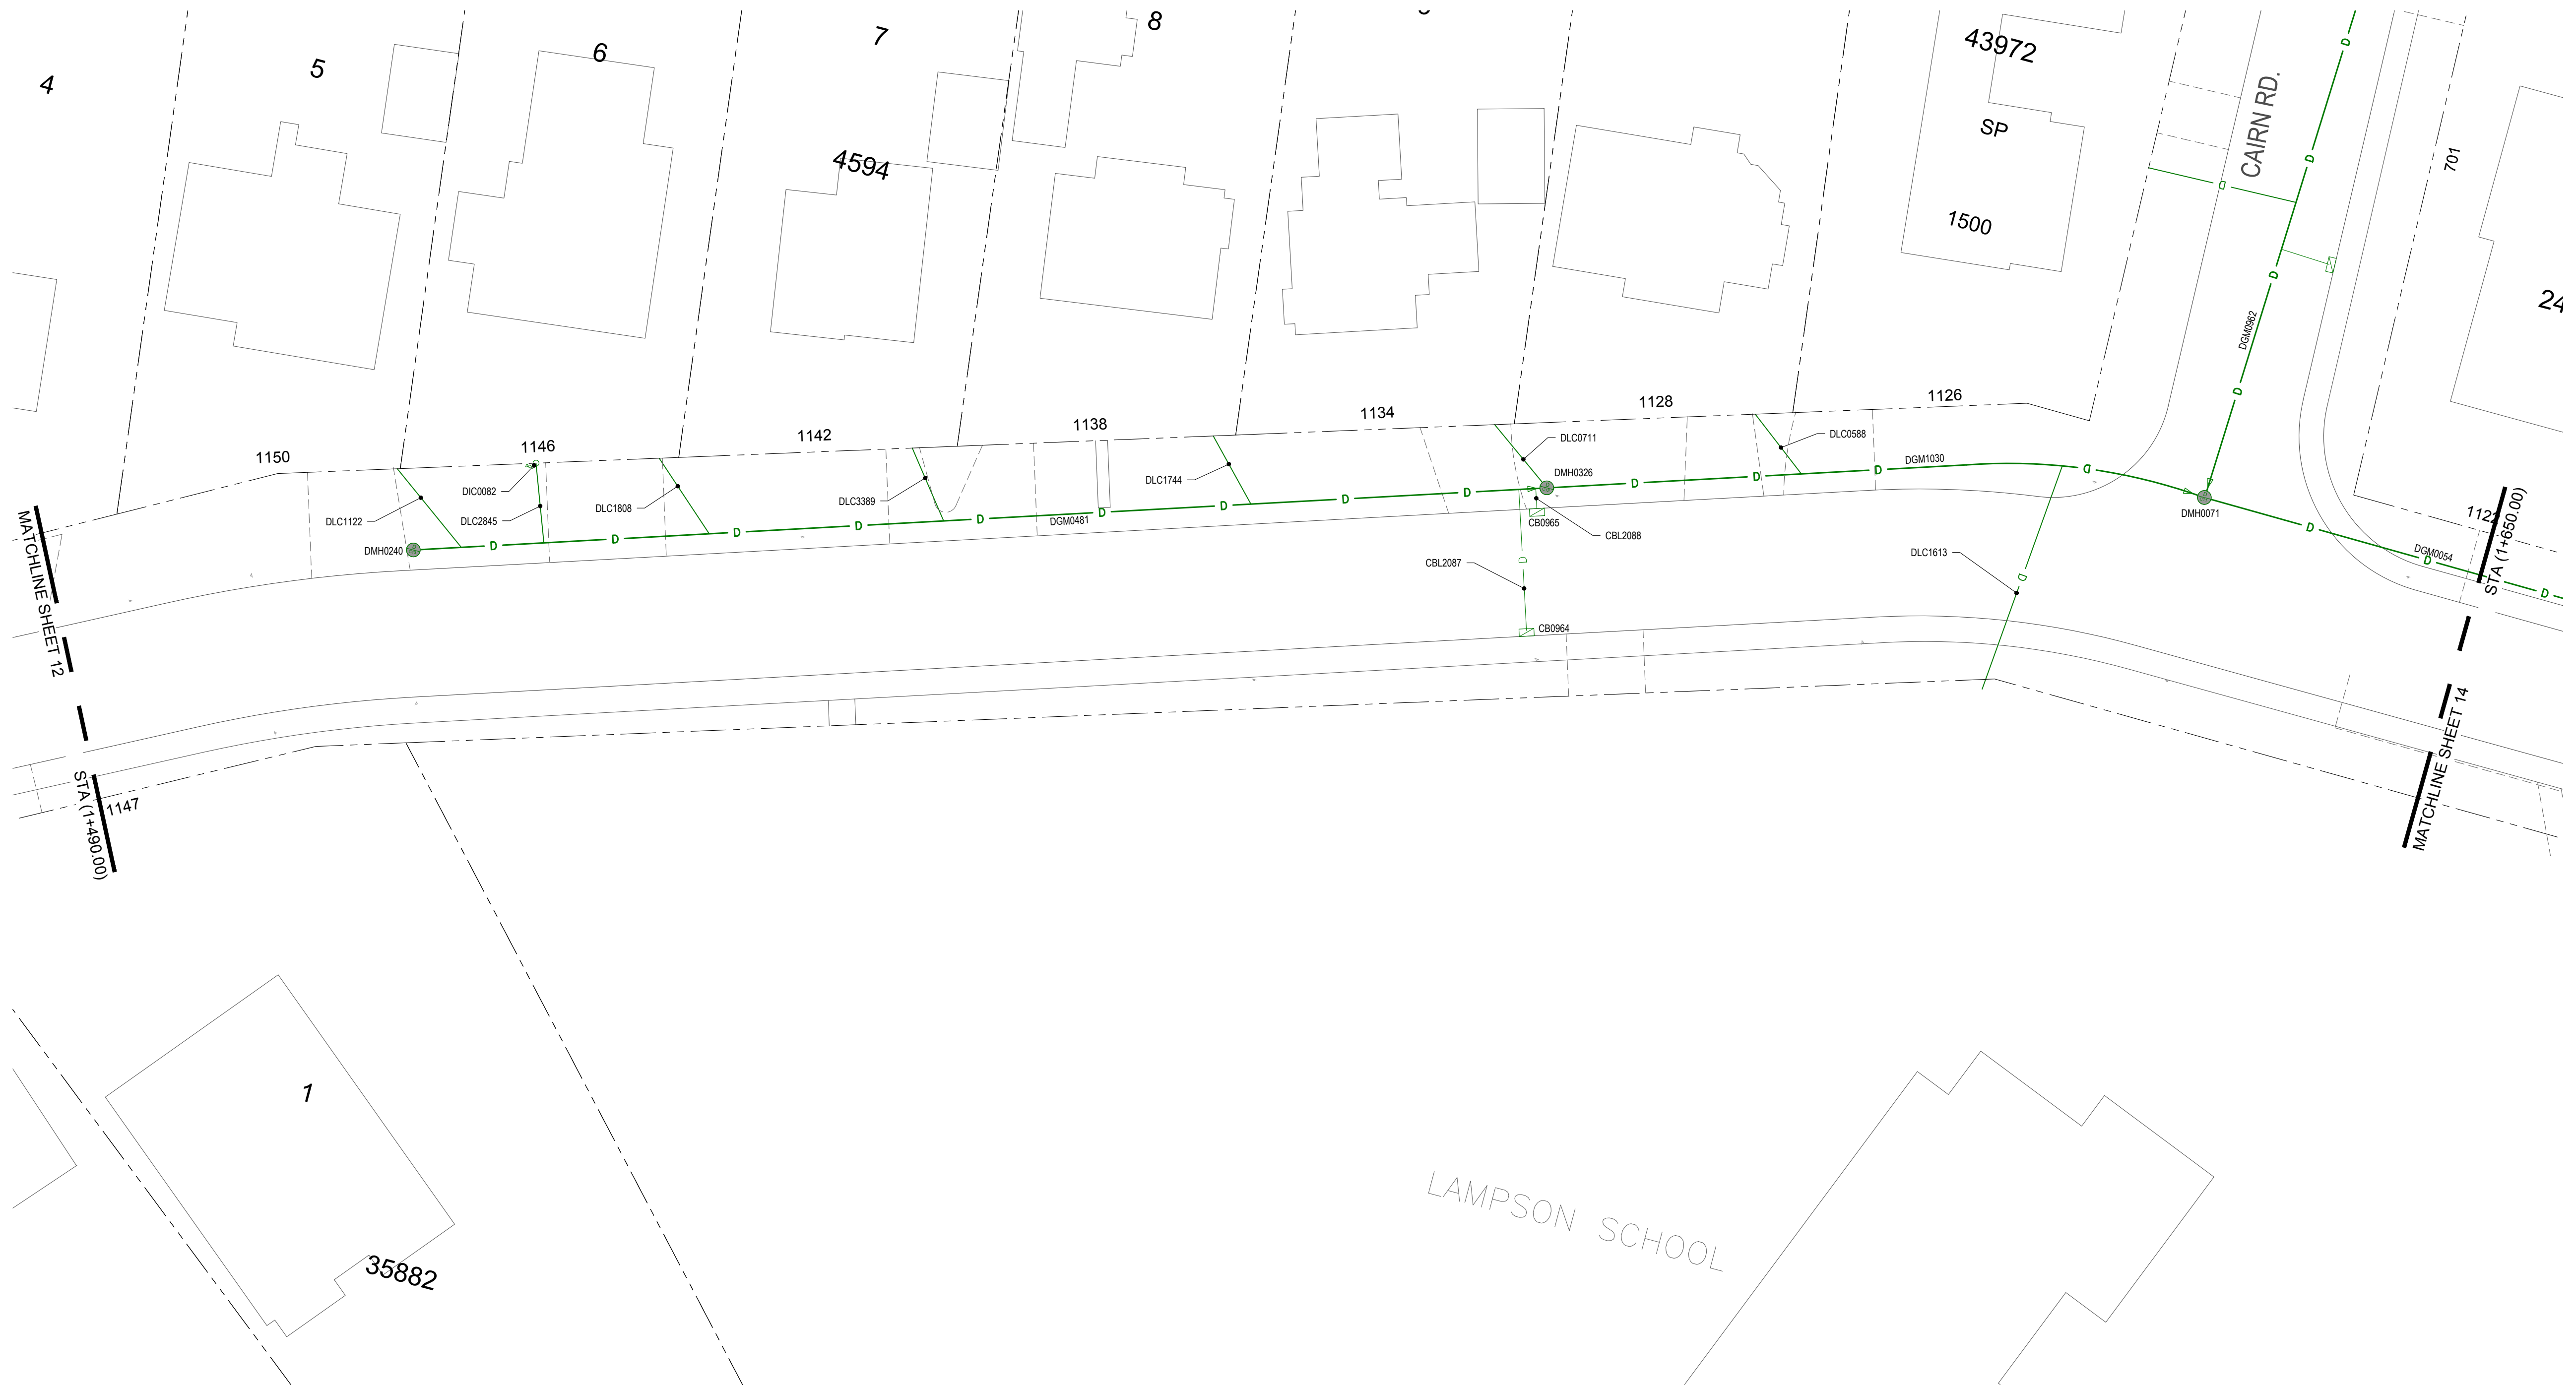 4
5
6
7
8
4594
43972
SP
1500
CAIRN RD.
701
24
1150
1146
1142
1138
1134
1128
1126
1122
DLC1122
DIC0082
DLC2845
DLC1808
DLC3389
DLC1744
DLC0711
DLC0588
DMH0240
DGM0481
DMH0326
DGM1030
DGM0962
DMH0071
DGM0054
CB0965
CBL2088
CBL2087
CB0964
DLC1613
D D D D D D D D D D D D D D D D
D D D D D
D
D
D
MATCHLINE SHEET 12
STA (1+490.00)
STA (1+650.00)
MATCHLINE SHEET 14
1147
1
35882
LAMPSON SCHOOL